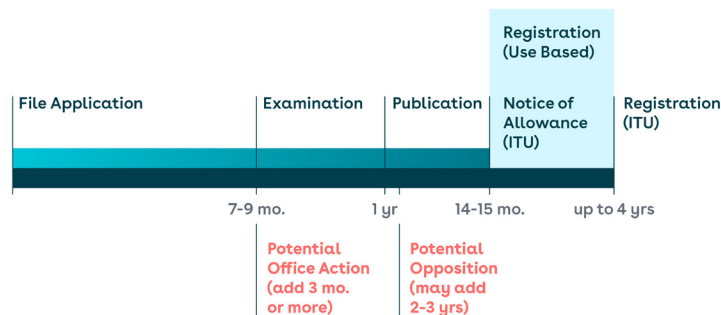 Registration
(Use Based)
File Application
Examination
Publication
Notice of
Allowance
(ITU)
Registration
(ITU)
7-9 mo.
1 yr
14-15 mo.
up to 4 yrs
Potential
Office Action
(add 3 mo.
or more)
Potential
Opposition
(may add
2-3 yrs)